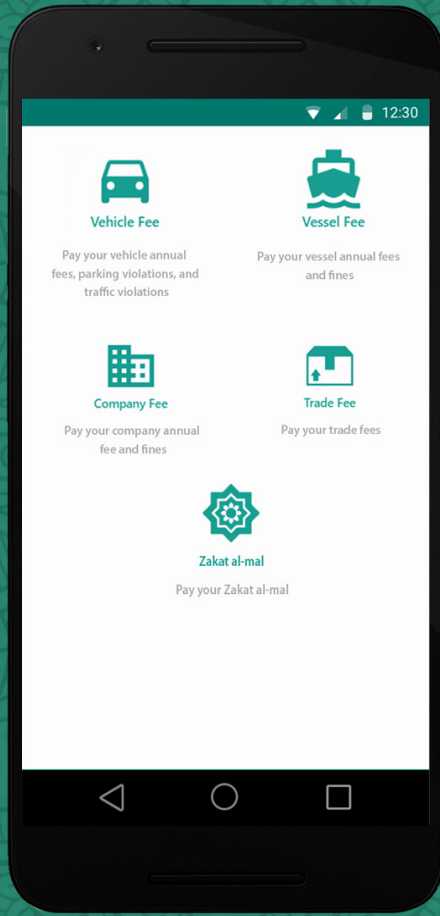 12:30
Vehicle Fee
Pay your vehicle annual
fees, parking violations, and
traffic violations
Vessel Fee
Pay your vessel annual fees
and fines
Company Fee
Pay your company annual
fee and fines
Trade Fee
Pay your trade fees
Zakat al-mal
Pay your Zakat al-mal